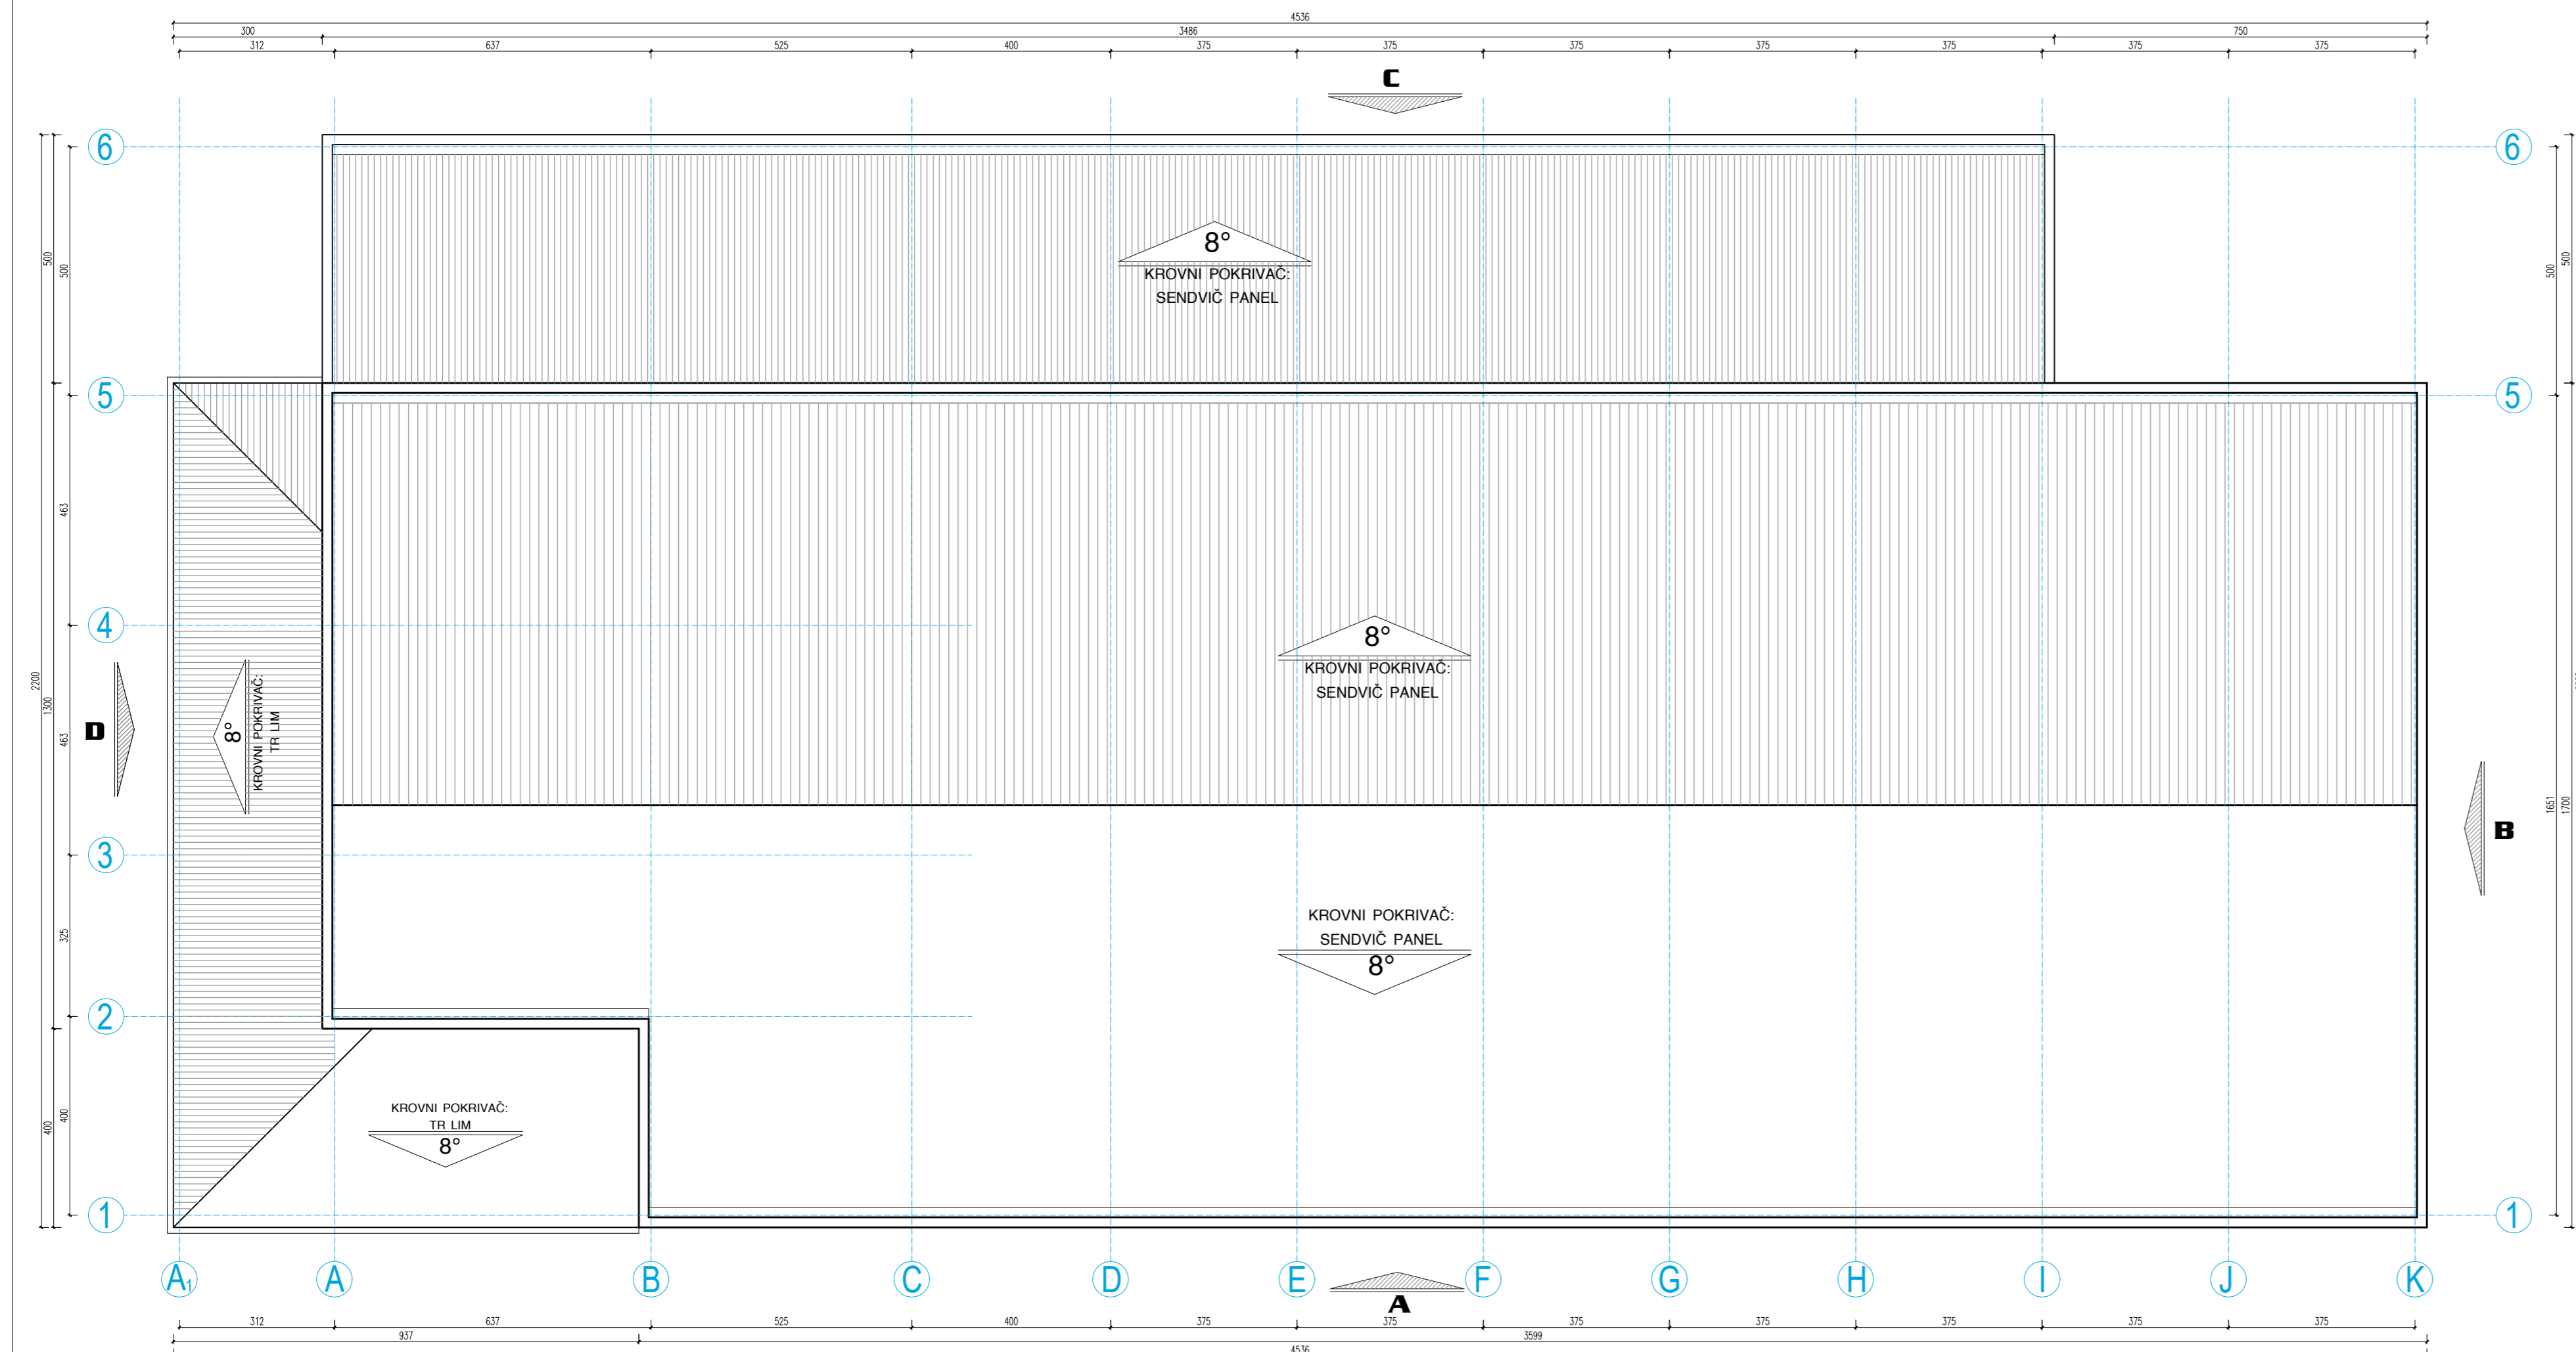 4536
300 3486 750
312 637 525 400 375 375 375 375 375 375 375
C
6 6
500 500 500 500
8°
KROVNI POKRIVAČ:
SENDVIČ PANEL
5 5
463
4
8°
KROVNI POKRIVAČ:
SENDVIČ PANEL
2200 1300
8°
KROVNI POKRIVAČ:
TR LIM
D
463
B
1651 1700
3
325
KROVNI POKRIVAČ:
SENDVIČ PANEL
8°
2
400 400
KROVNI POKRIVAČ:
TR LIM
8°
1 1
A1 A B C D E F G H I J K
A
312 637 525 400 375 375 375 375 375 375 375
937 3599
4536